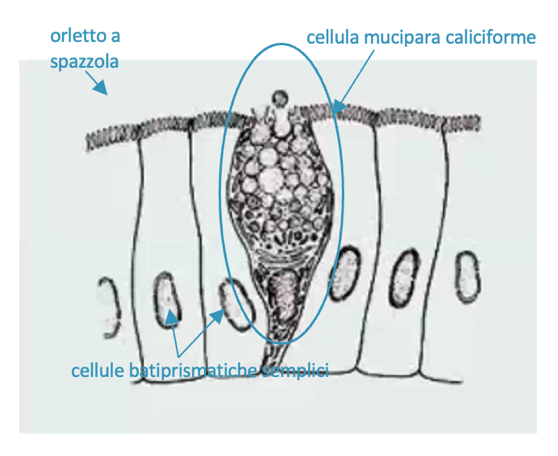 orletto a
spazzola
cellula mucipara caliciforme
cellule batiprismatiche semplici